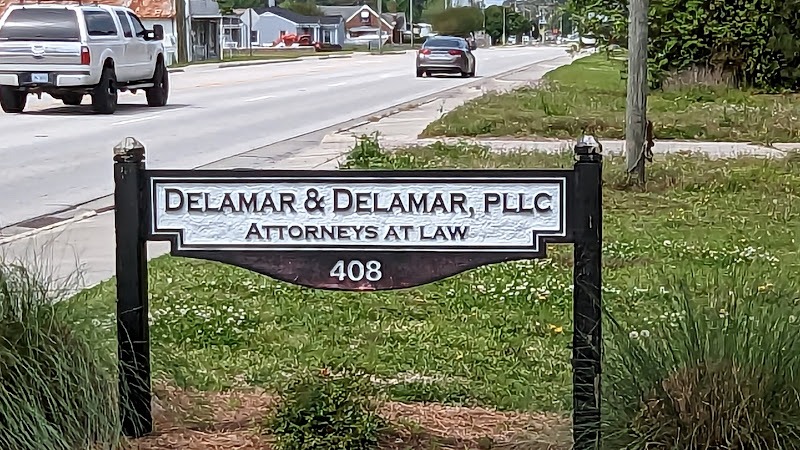 DELAMAR & DELAMAR, PLLC
ATTORNEYS AT LAW
408